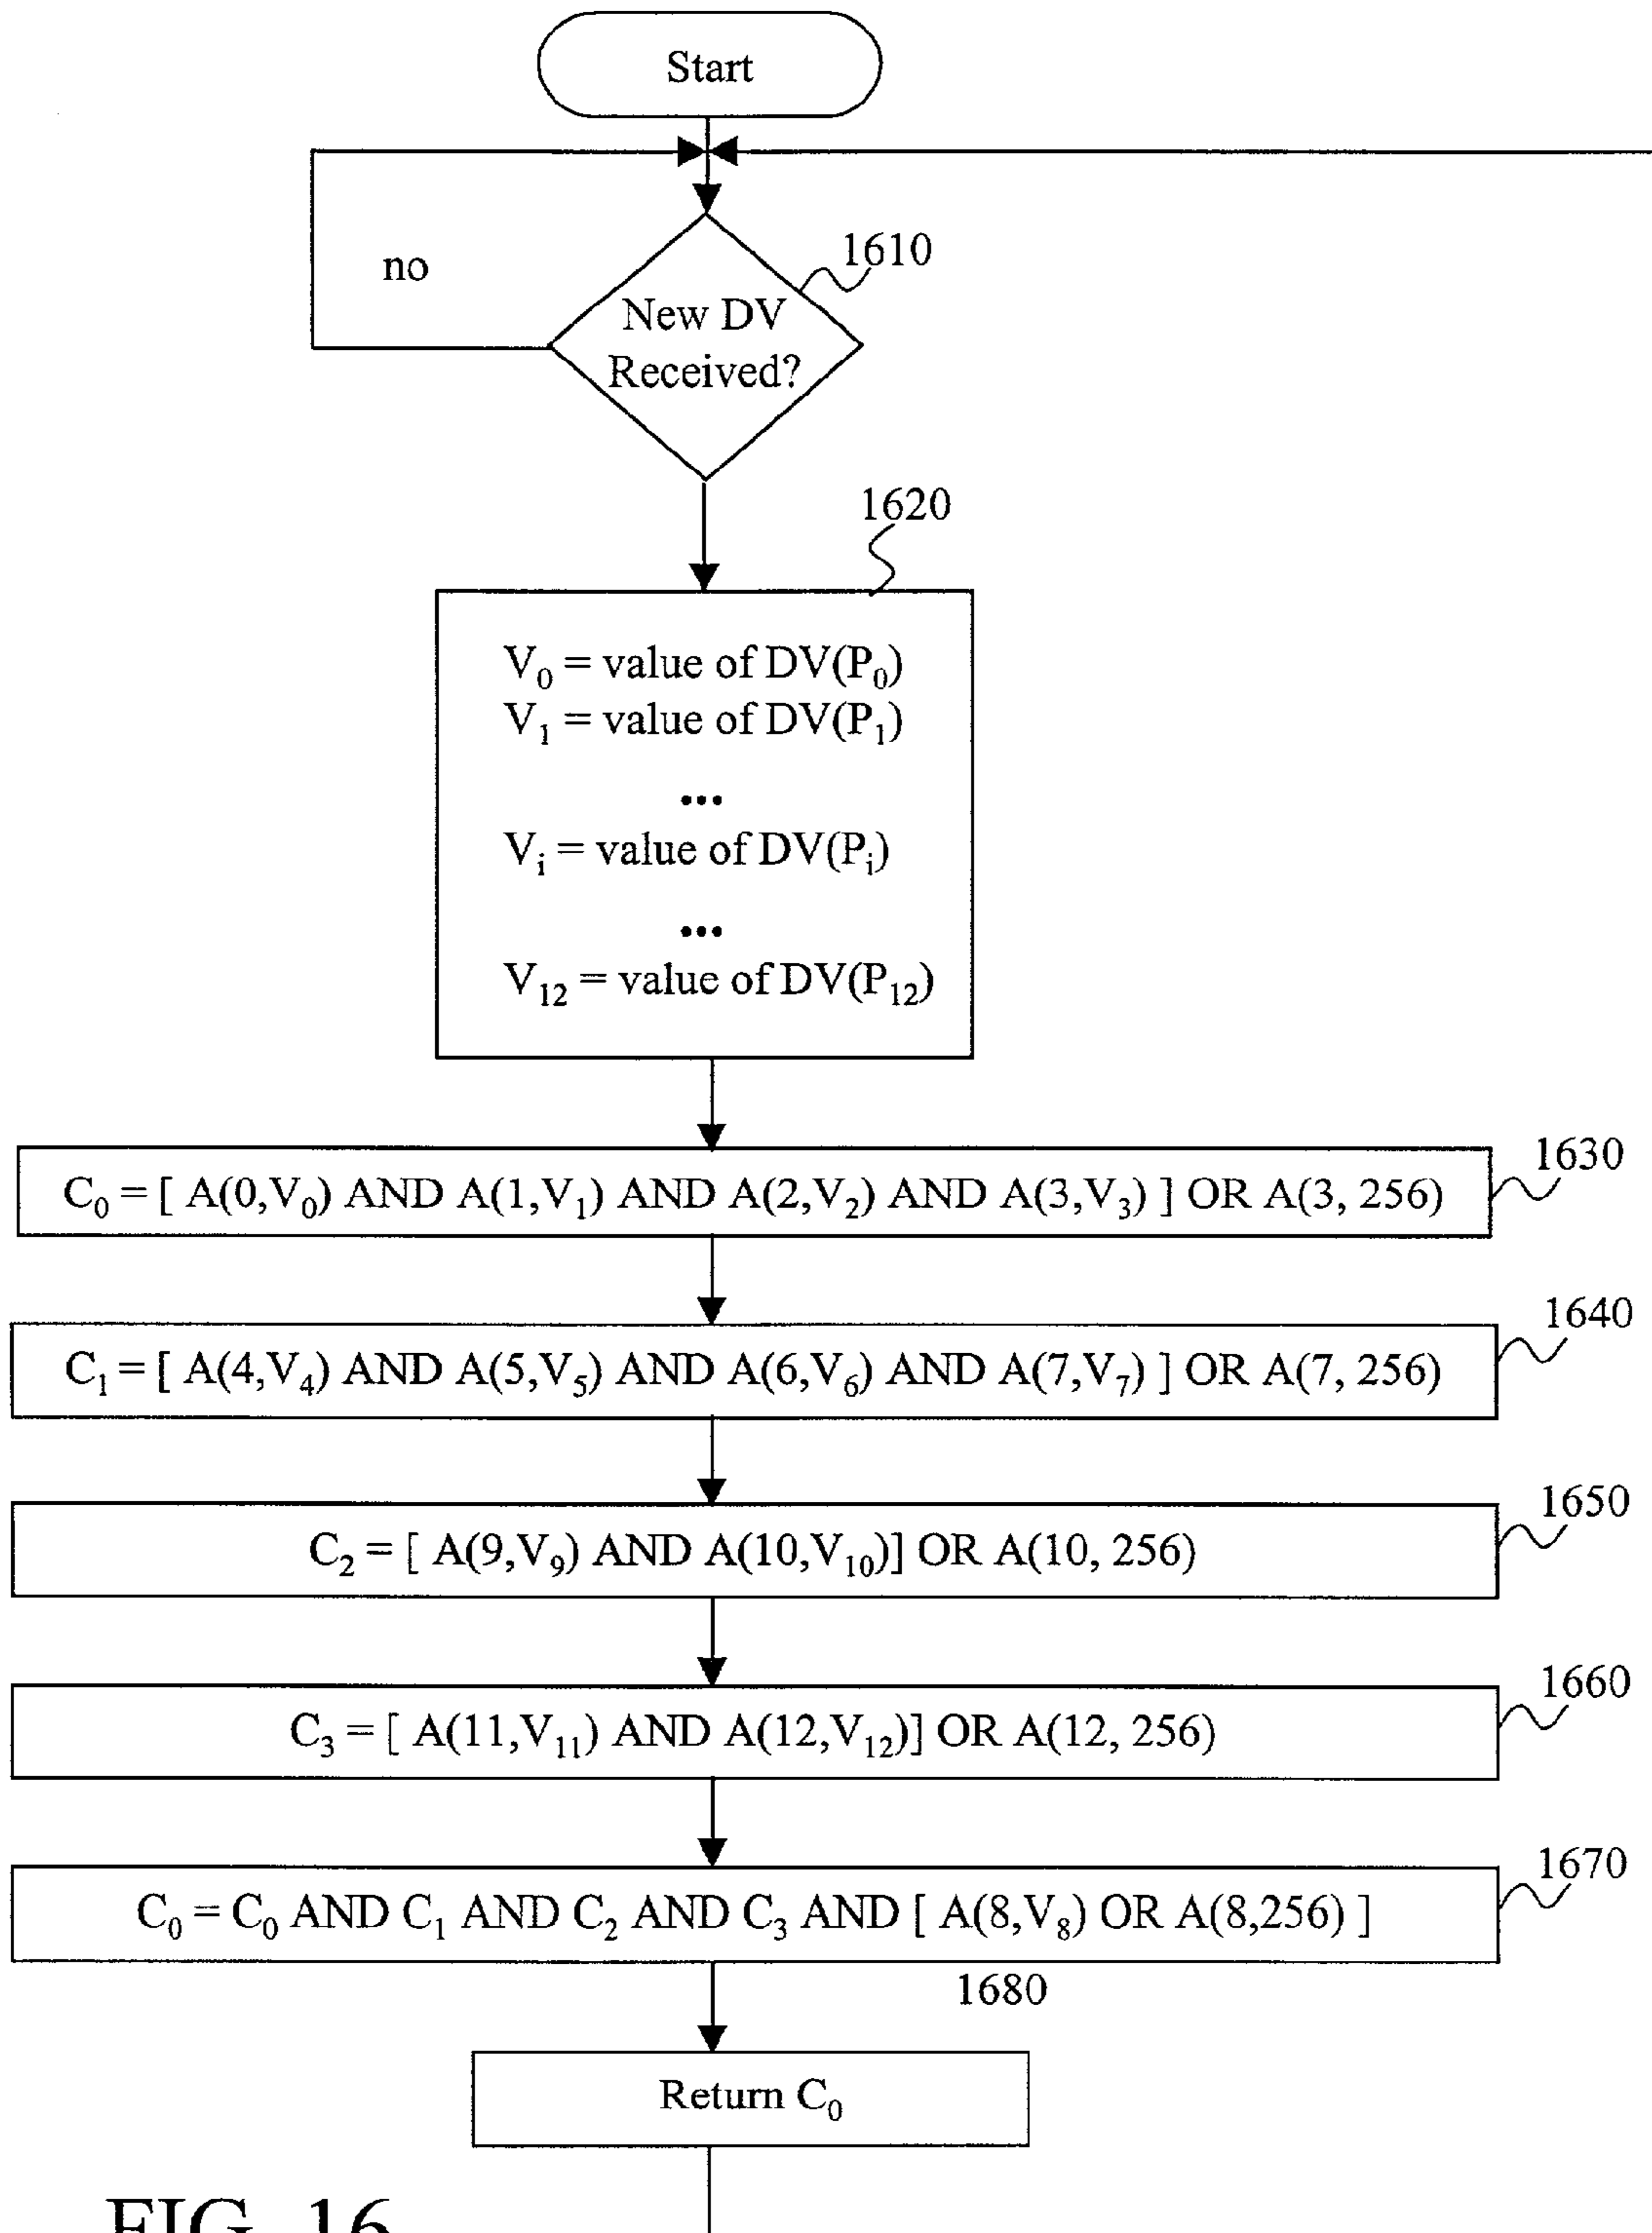 Start
no
1610
New DV
Received?
1620
V₀ = value of DV(P₀)
V₁ = value of DV(P₁)
...
Vᵢ = value of DV(Pᵢ)
...
V₁₂ = value of DV(P₁₂)
1630
C₀ = [ A(0,V₀) AND A(1,V₁) AND A(2,V₂) AND A(3,V₃) ] OR A(3, 256)
1640
C₁ = [ A(4,V₄) AND A(5,V₅) AND A(6,V₆) AND A(7,V₇) ] OR A(7, 256)
1650
C₂ = [ A(9,V₉) AND A(10,V₁₀)] OR A(10, 256)
1660
C₃ = [ A(11,V₁₁) AND A(12,V₁₂)] OR A(12, 256)
1670
C₀ = C₀ AND C₁ AND C₂ AND C₃ AND [ A(8,V₈) OR A(8,256) ]
1680
Return C₀
FIG. 16